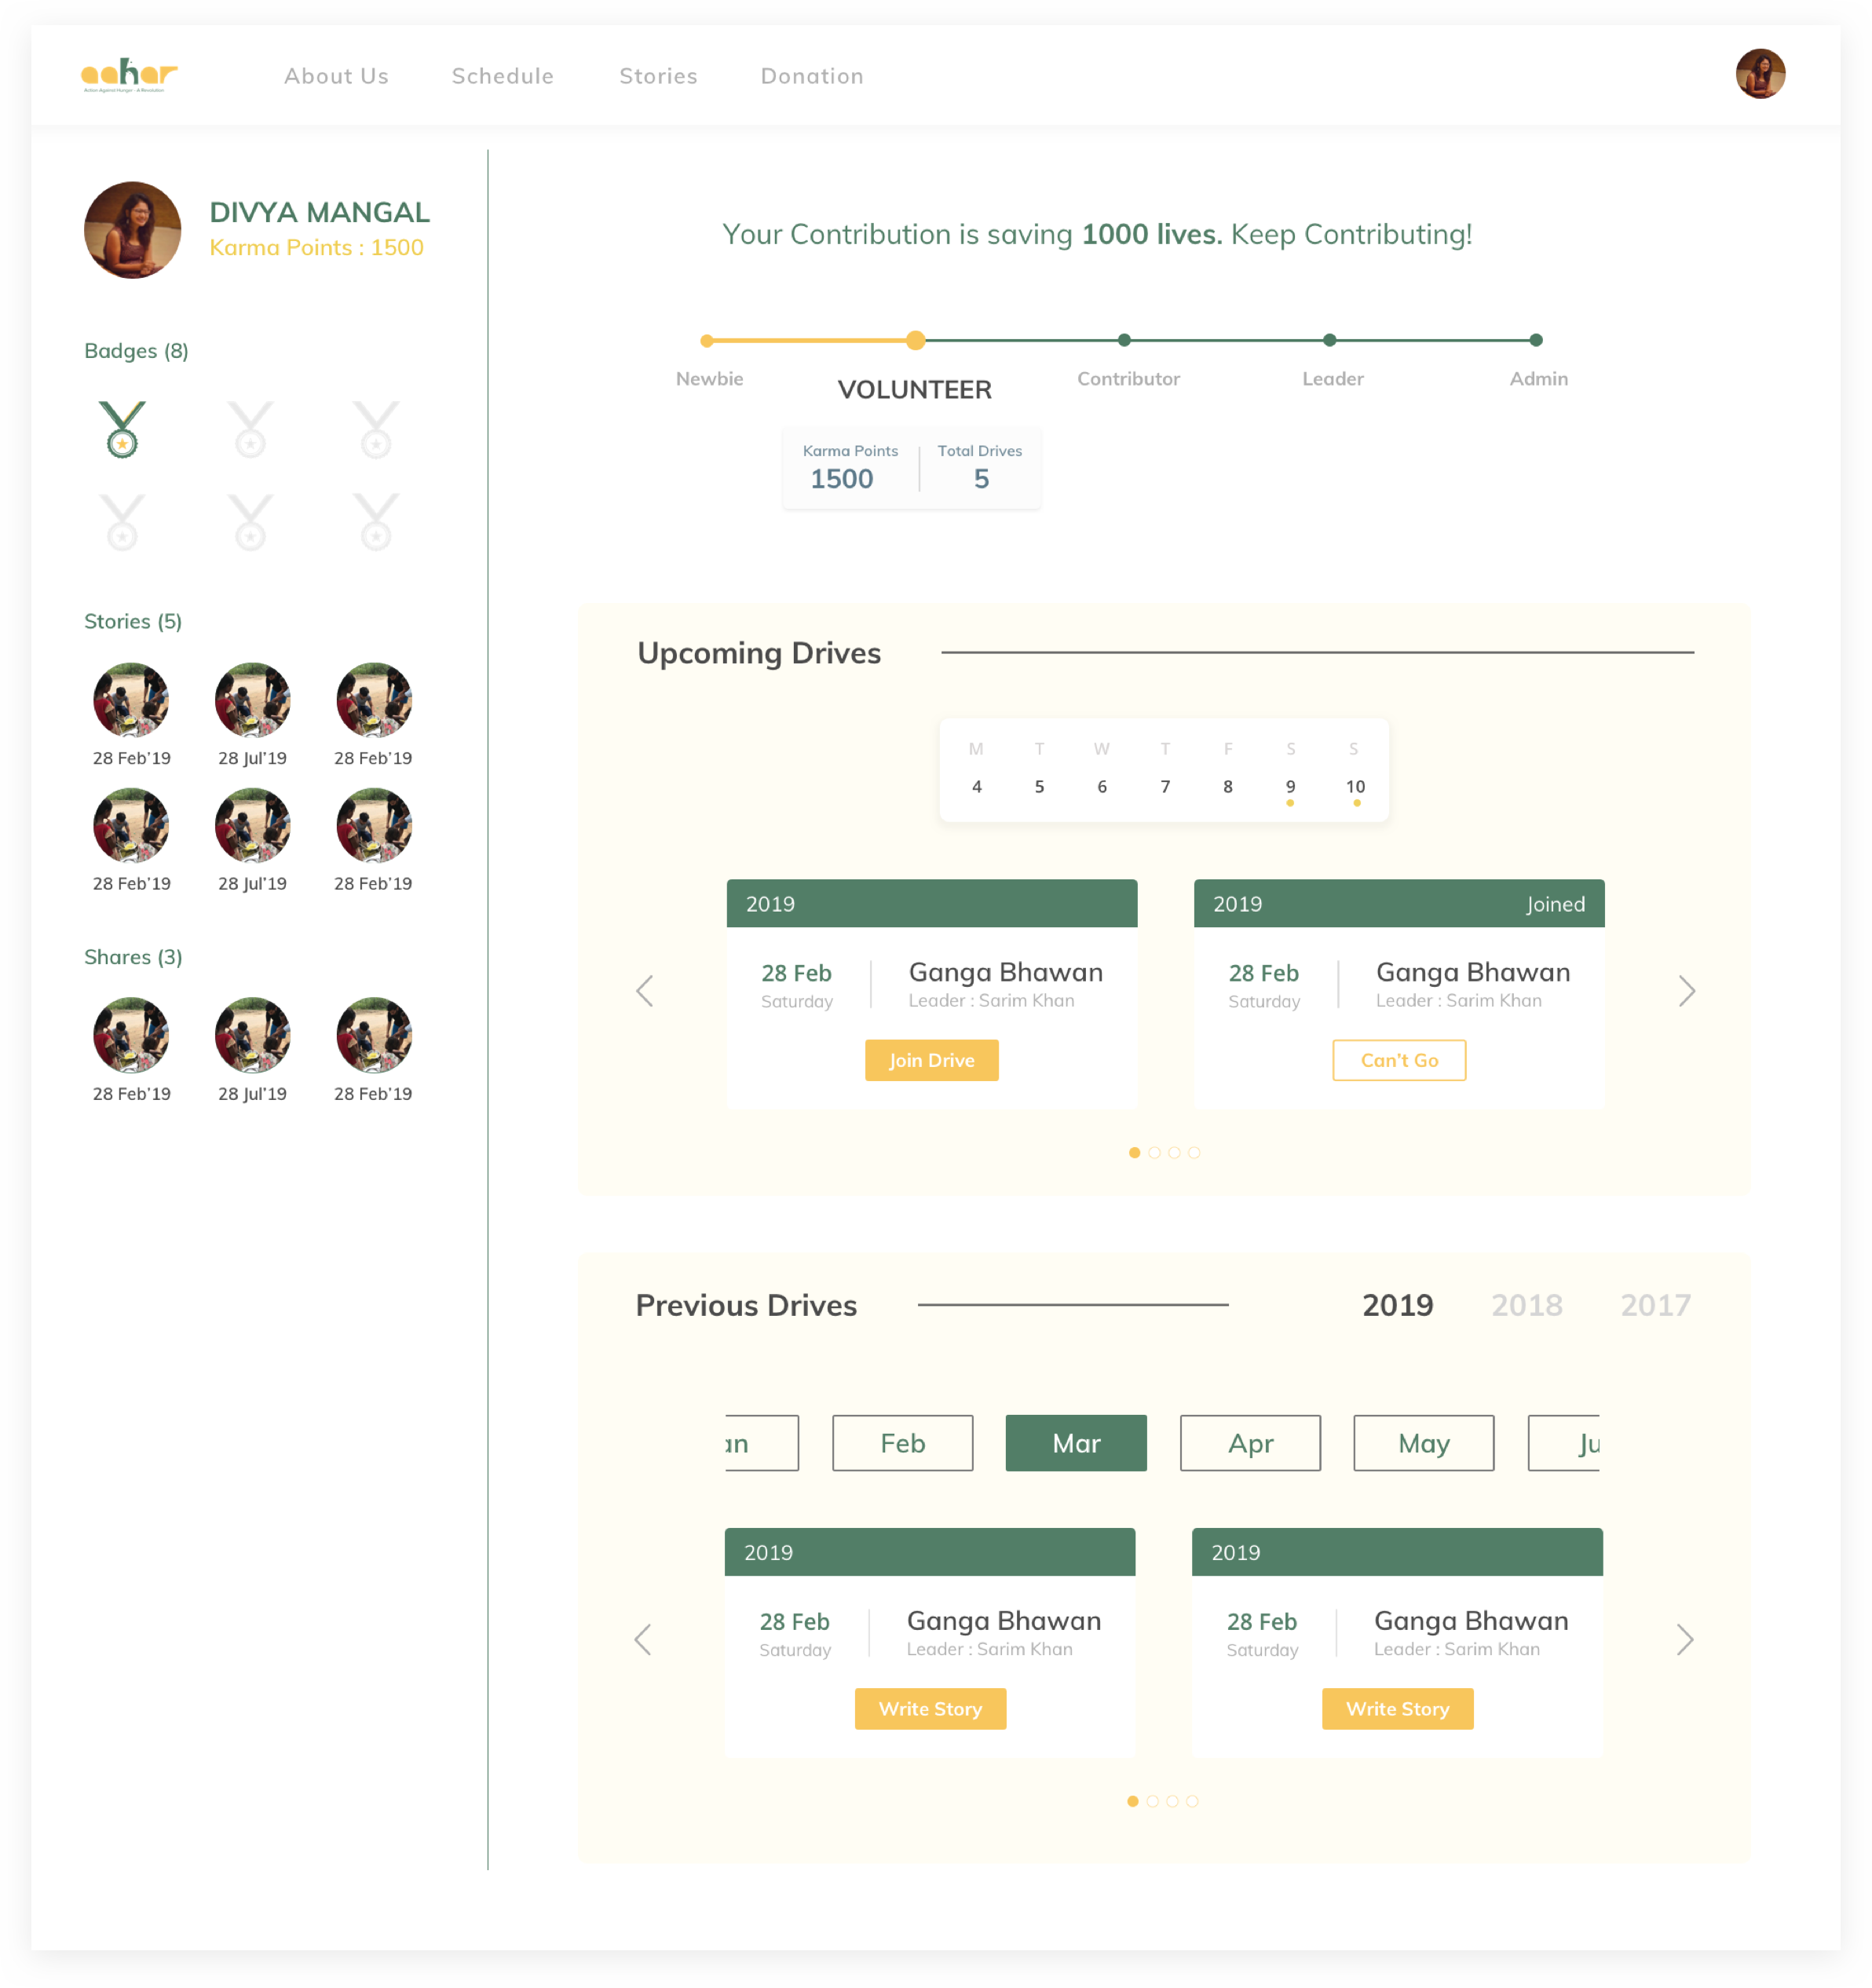 aahar
Action Against Hunger - A Revolution
About Us Schedule Stories Donation
DIVYA MANGAL
Karma Points : 1500
Badges (8)
Stories (5)
28 Feb’19 28 Jul’19 28 Feb’19
28 Feb’19 28 Jul’19 28 Feb’19
Shares (3)
28 Feb’19 28 Jul’19 28 Feb’19
Your Contribution is saving 1000 lives. Keep Contributing!
Newbie VOLUNTEER Contributor Leader Admin
Karma Points Total Drives
1500 5
Upcoming Drives
M T W T F S S
4 5 6 7 8 9 10
2019
28 Feb Ganga Bhawan
Saturday Leader : Sarim Khan
Join Drive
2019 Joined
28 Feb Ganga Bhawan
Saturday Leader : Sarim Khan
Can’t Go
Previous Drives 2019 2018 2017
an Feb Mar Apr May Ju
2019
28 Feb Ganga Bhawan
Saturday Leader : Sarim Khan
Write Story
2019
28 Feb Ganga Bhawan
Saturday Leader : Sarim Khan
Write Story